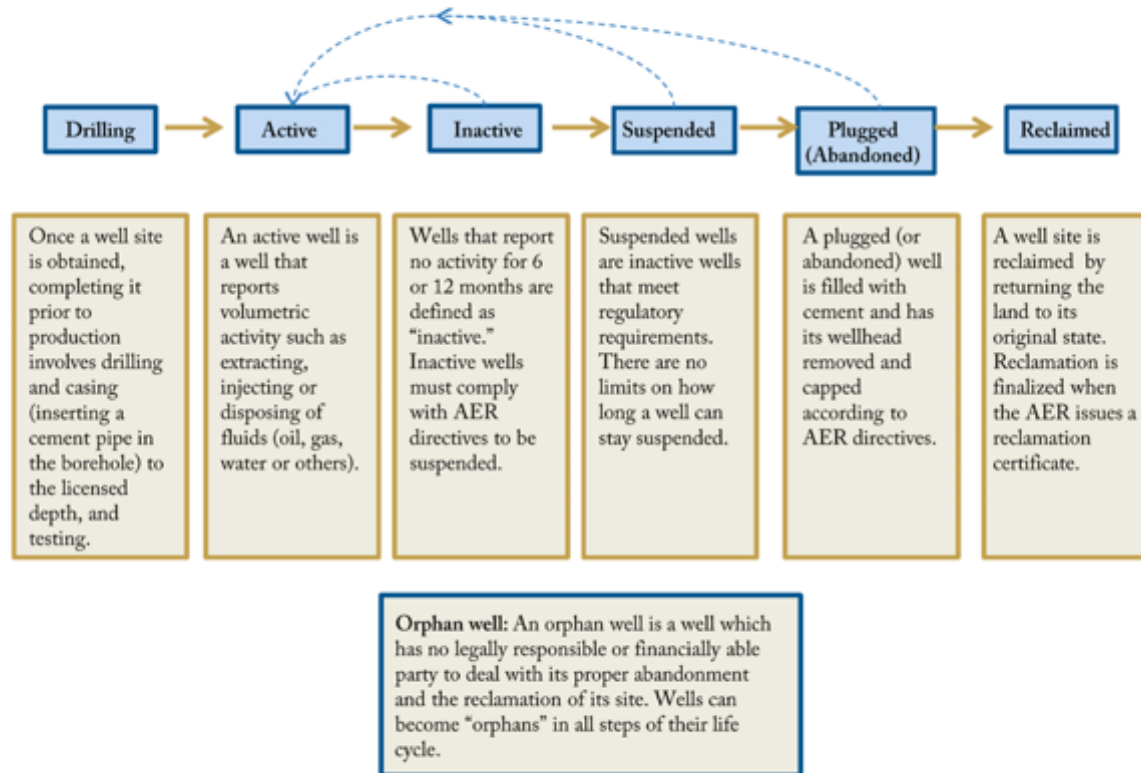 Drilling
Active
Inactive
Suspended
Plugged
(Abandoned)
Reclaimed
Once a well site
is obtained,
completing it
prior to
production
involves drilling
and casing
(inserting a
cement pipe in
the borehole) to
the licensed
depth, and
testing.
An active well is
a well that
reports
volumetric
activity such as
extracting,
injecting or
disposing of
fluids (oil, gas,
water or others).
Wells that report
no activity for 6
or 12 months are
defined as
“inactive.”
Inactive wells
must comply
with AER
directives to be
suspended.
Suspended wells
are inactive wells
that meet
regulatory
requirements.
There are no
limits on how
long a well can
stay suspended.
A plugged (or
abandoned) well
is filled with
cement and has
its wellhead
removed and
capped
according to
AER directives.
A well site is
reclaimed by
returning the
land to its
original state.
Reclamation is
finalized when
the AER issues a
reclamation
certificate.
Orphan well: An orphan well is a well which
has no legally responsible or financially able
party to deal with its proper abandonment
and the reclamation of its site. Wells can
become “orphans” in all steps of their life
cycle.